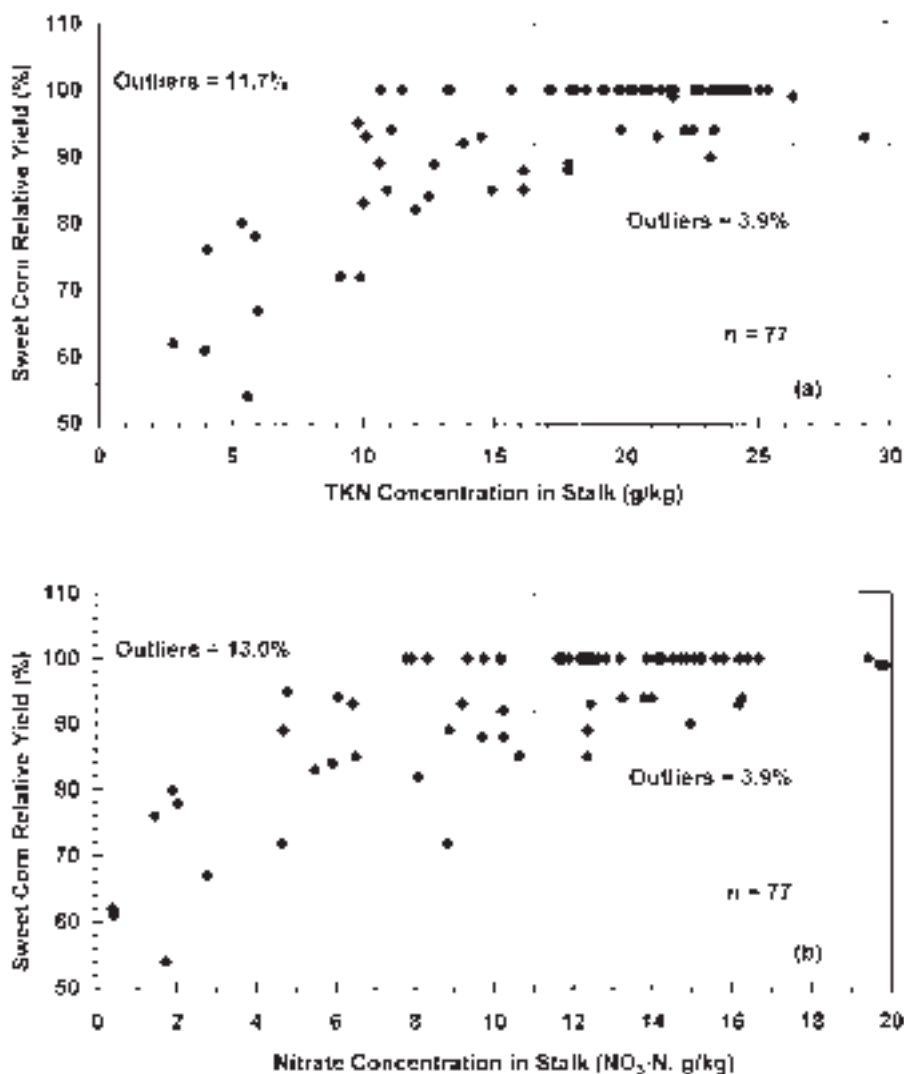 110
Outliers = 11.7%
100
90
80
Outliers = 3.9%
70
n = 77
60
(a)
50
0 5 10 15 20 25 30
Sweet Corn Relative Yield (%)
TKN Concentration in Stalk (g/kg)
110
Outliers = 13.0%
100
90
80
Outliers = 3.9%
70
n = 77
60
(b)
50
0 2 4 6 8 10 12 14 16 18 20
Sweet Corn Relative Yield (%)
Nitrate Concentration in Stalk (NO₃-N, g/kg)